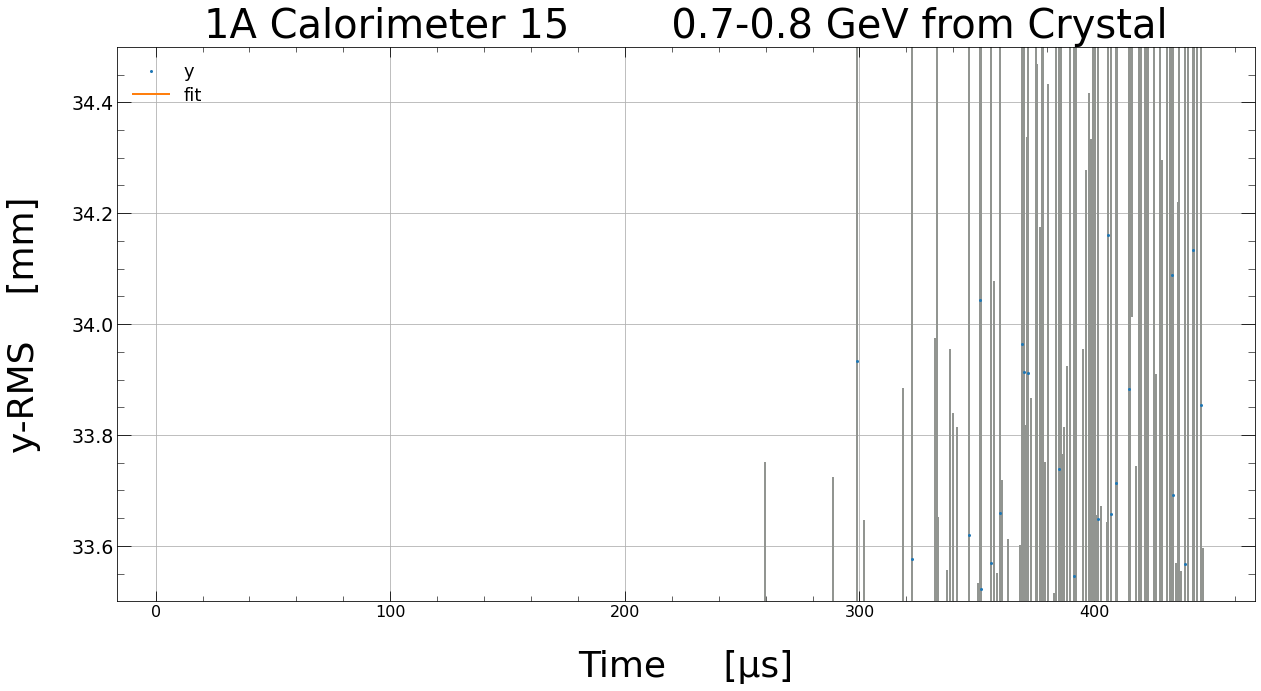 1A Calorimeter 15 0.7-0.8 GeV from Crystal
y
fit
34.4
34.2
34.0
33.8
33.6
y-RMS [mm]
0 100 200 300 400
Time [µs]